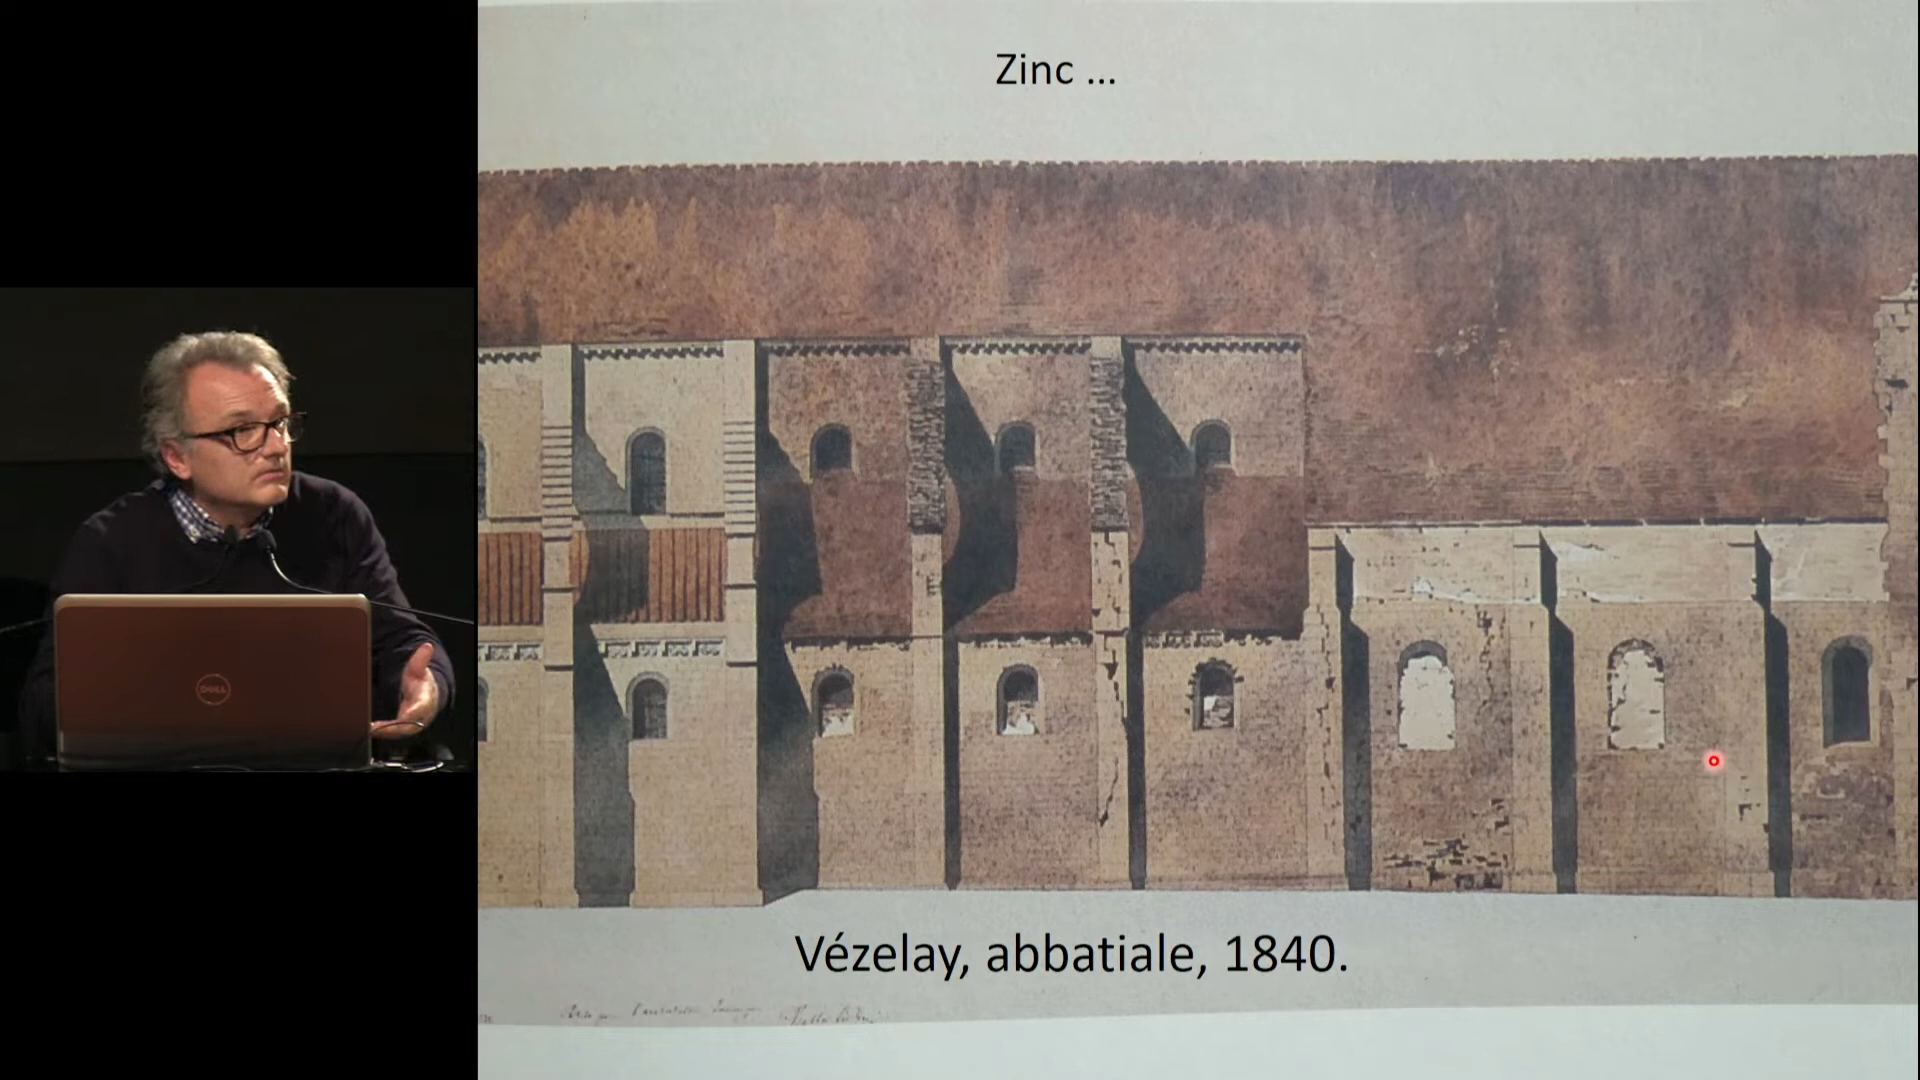 Zinc ...
DELL
Vézelay, abbatiale, 1840.